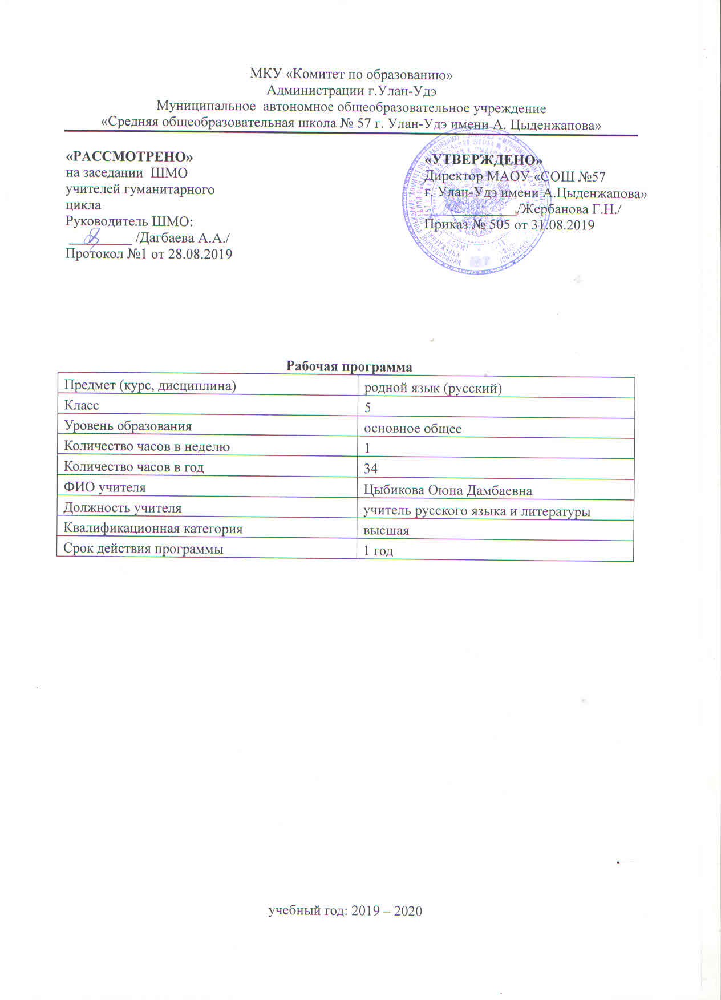 МКУ «Комитет по образованию»
Администрации г.Улан-Удэ
Муниципальное автономное общеобразовательное учреждение
«Средняя общеобразовательная школа № 57 г. Улан-Удэ имени А. Цыденжапова»
«РАССМОТРЕНО»
на заседании ШМО
учителей гуманитарного
цикла
Руководитель ШМО:
_________ /Дагбаева А.А./
Протокол №1 от 28.08.2019
«УТВЕРЖДЕНО»
Директор МАОУ «СОШ №57
г. Улан-Удэ имени А.Цыденжапова»
_____________/Жербанова Г.Н./
Приказ № 505 от 31.08.2019
Рабочая программа
Предмет (курс, дисциплина) родной язык (русский)
Класс 5
Уровень образования основное общее
Количество часов в неделю 1
Количество часов в год 34
ФИО учителя Цыбикова Оюна Дамбаевна
Должность учителя учитель русского языка и литературы
Квалификационная категория высшая
Срок действия программы 1 год
учебный год: 2019 – 2020